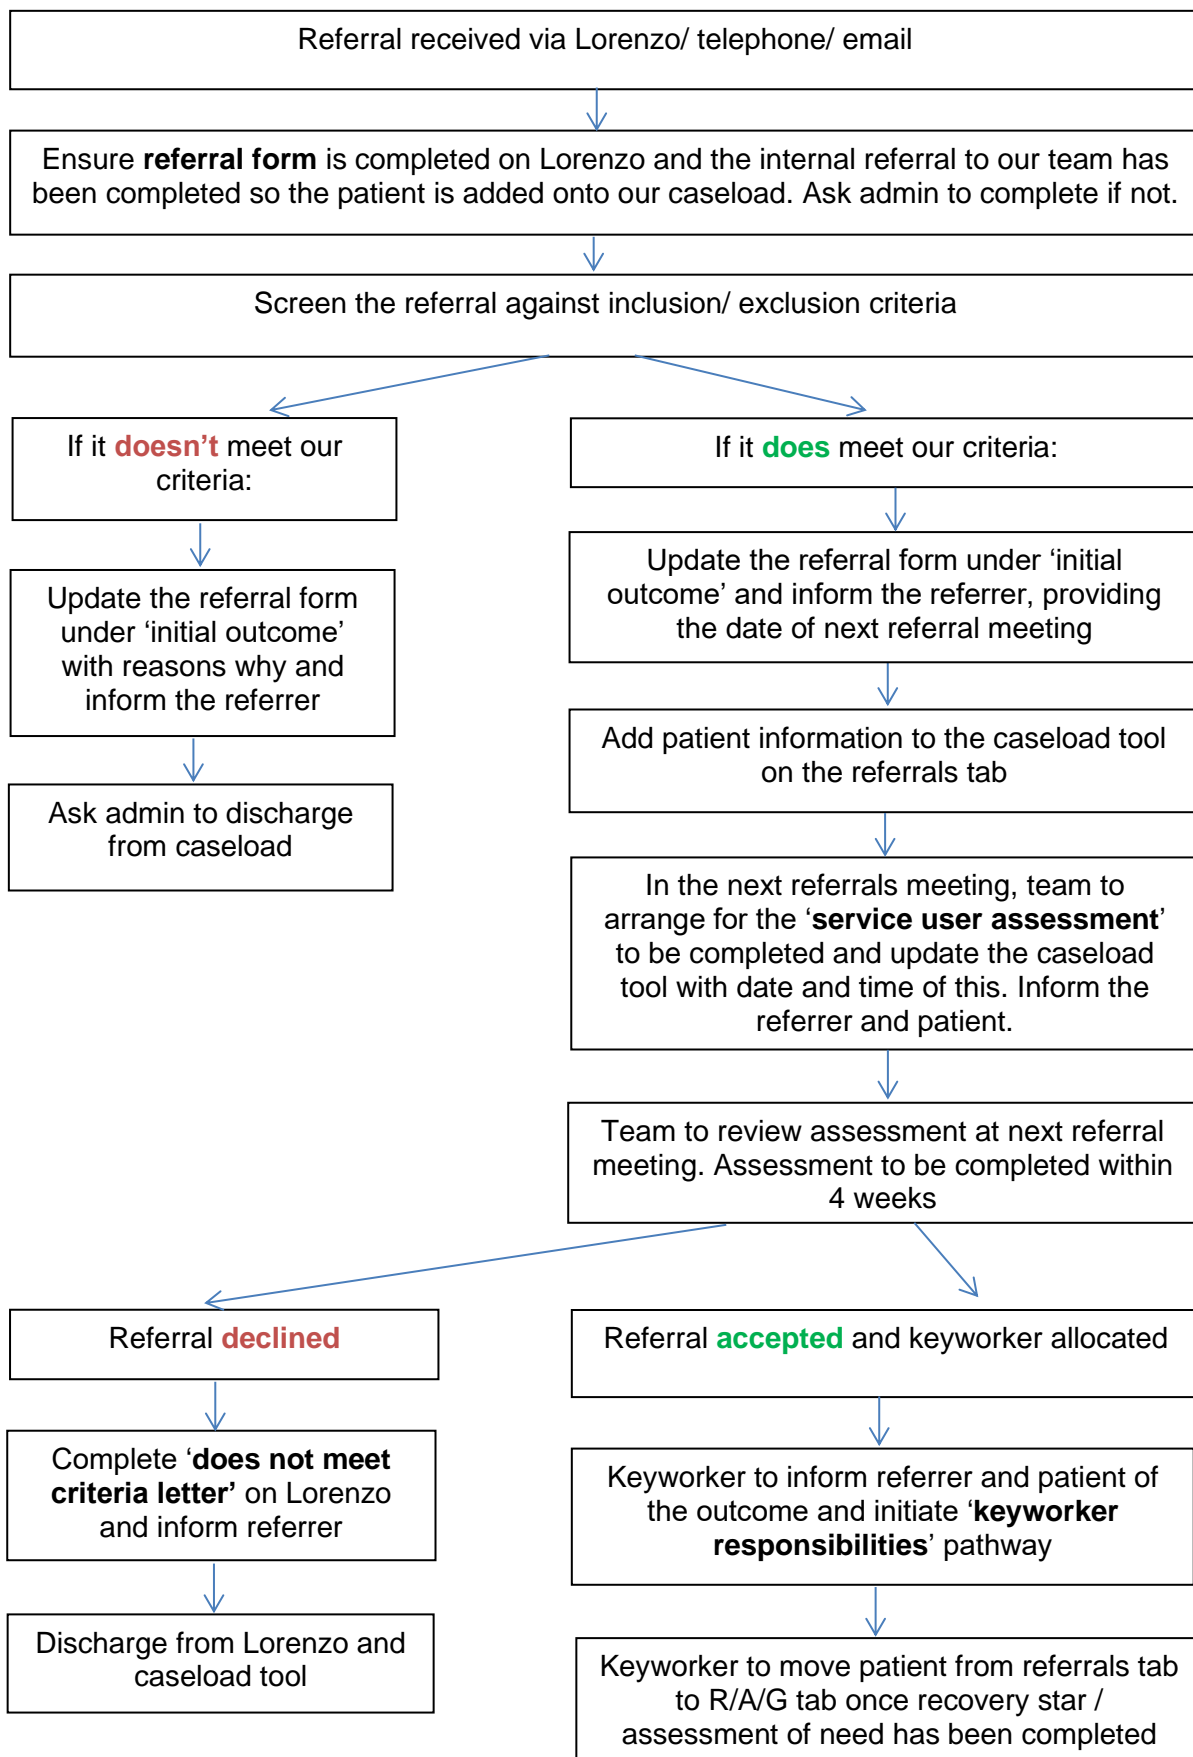 Referral received via Lorenzo/ telephone/ email
Ensure referral form is completed on Lorenzo and the internal referral to our team has
been completed so the patient is added onto our caseload. Ask admin to complete if not.
Screen the referral against inclusion/ exclusion criteria
If it doesn’t meet our
criteria:
Update the referral form
under ‘initial outcome’
with reasons why and
inform the referrer
Ask admin to discharge
from caseload
If it does meet our criteria:
Update the referral form under ‘initial
outcome’ and inform the referrer, providing
the date of next referral meeting
Add patient information to the caseload tool
on the referrals tab
In the next referrals meeting, team to
arrange for the ‘service user assessment’
to be completed and update the caseload
tool with date and time of this. Inform the
referrer and patient.
Team to review assessment at next referral
meeting. Assessment to be completed within
4 weeks
Referral declined
Complete ‘does not meet
criteria letter’ on Lorenzo
and inform referrer
Discharge from Lorenzo and
caseload tool
Referral accepted and keyworker allocated
Keyworker to inform referrer and patient of
the outcome and initiate ‘keyworker
responsibilities’ pathway
Keyworker to move patient from referrals tab
to R/A/G tab once recovery star /
assessment of need has been completed